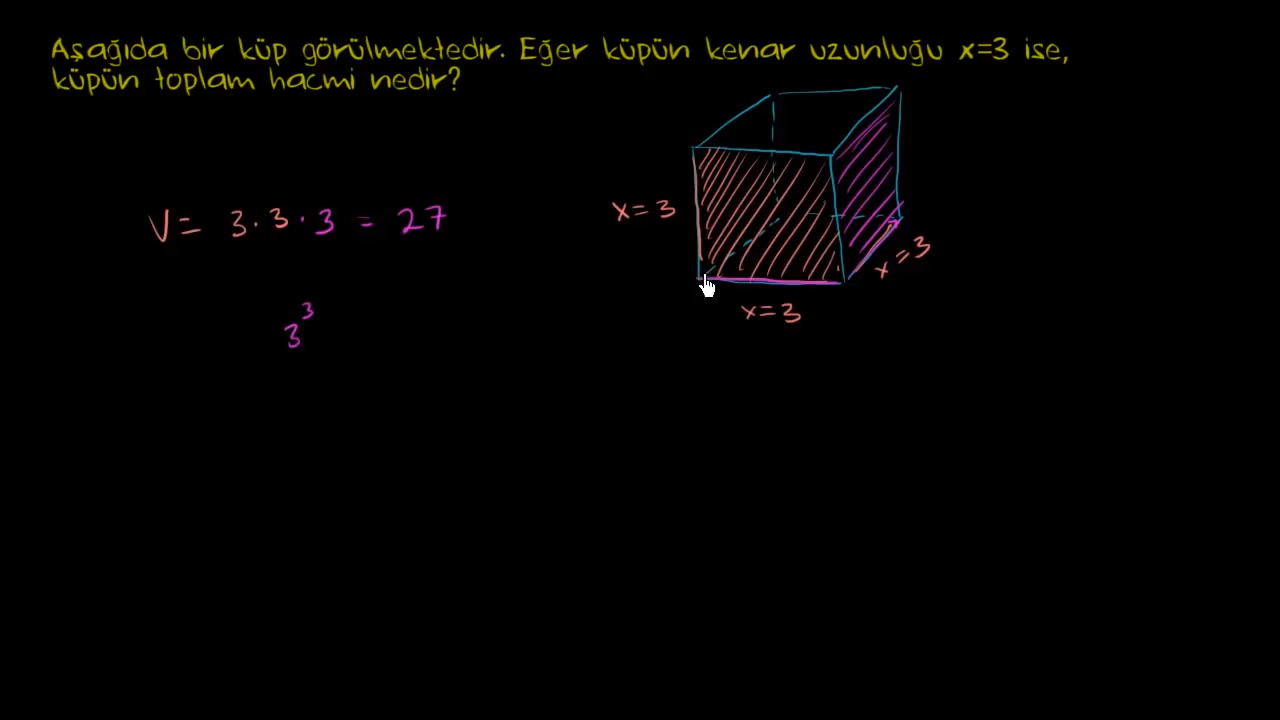 Aşağıda bir küp görülmektedir. Eğer küpün kenar uzunluğu x=3 ise,
küpün toplam hacmi nedir?
x=3
V= 3·3·3 = 27
x=3
x=3
3³